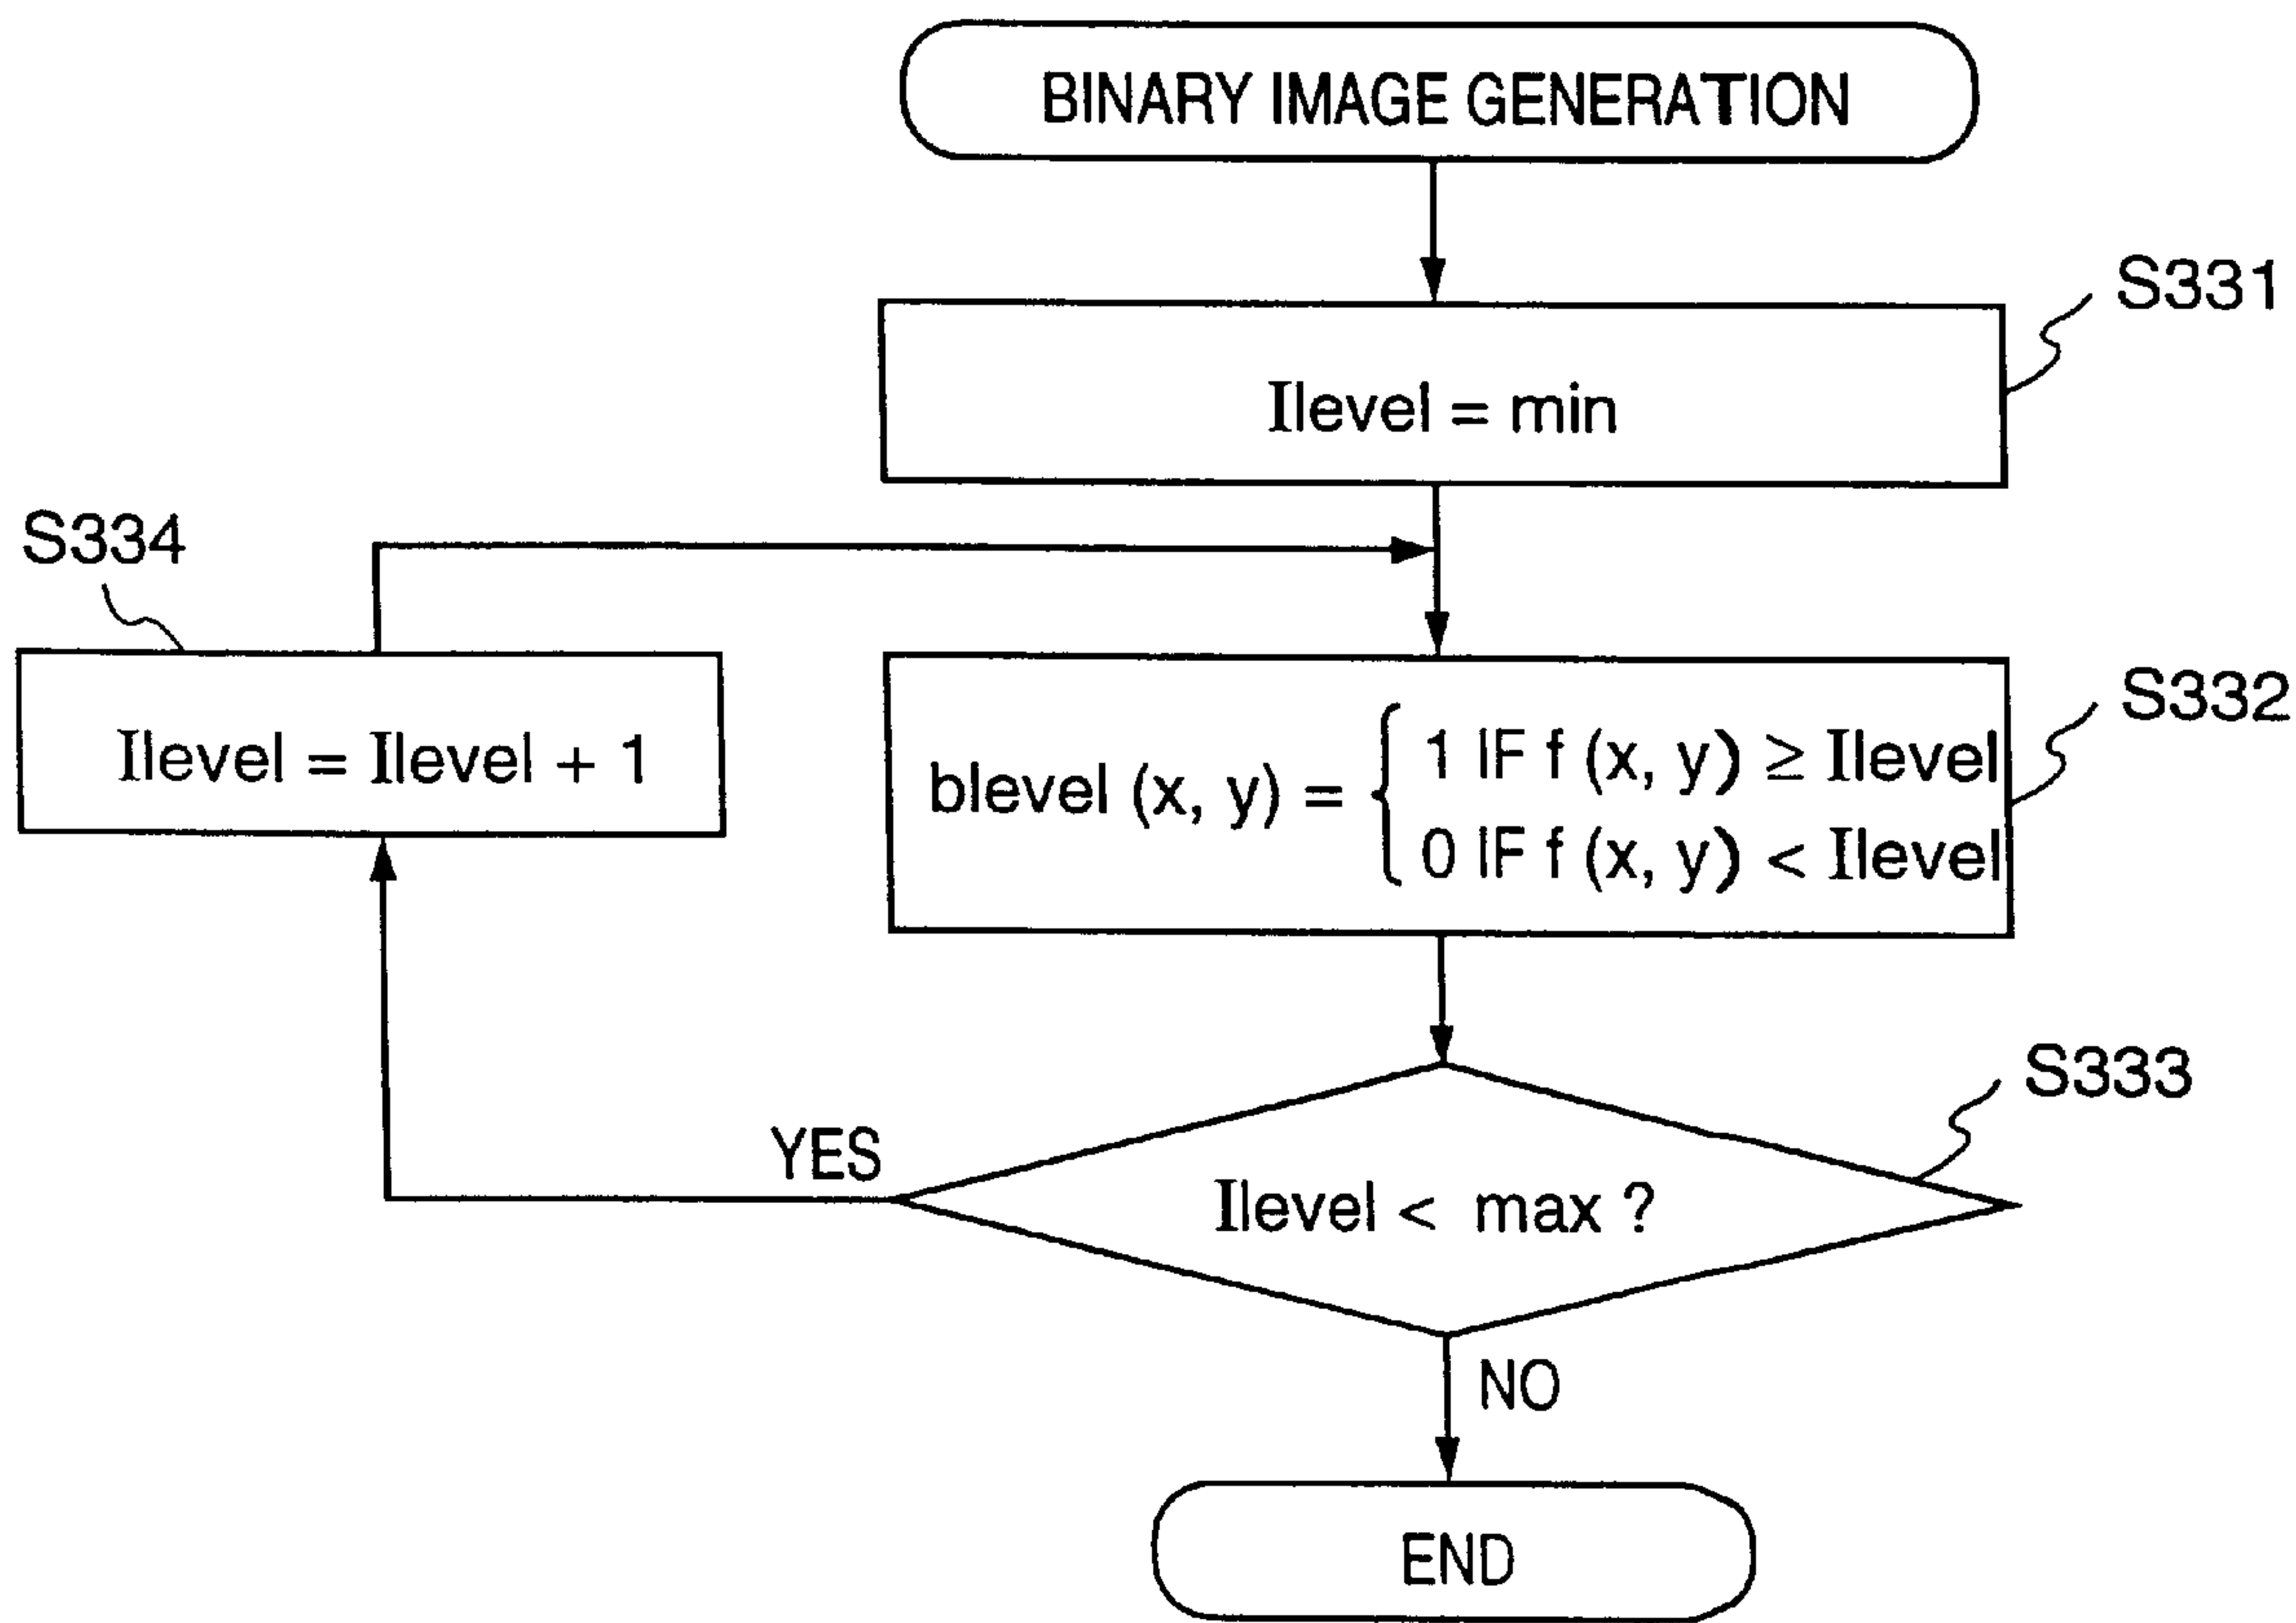 BINARY IMAGE GENERATION
S331
Ilevel = min
S334
Ilevel = Ilevel + 1
S332
blevel (x, y) = { 1 IF f (x, y) ≥ Ilevel
0 IF f (x, y) < Ilevel
S333
YES
Ilevel < max ?
NO
END